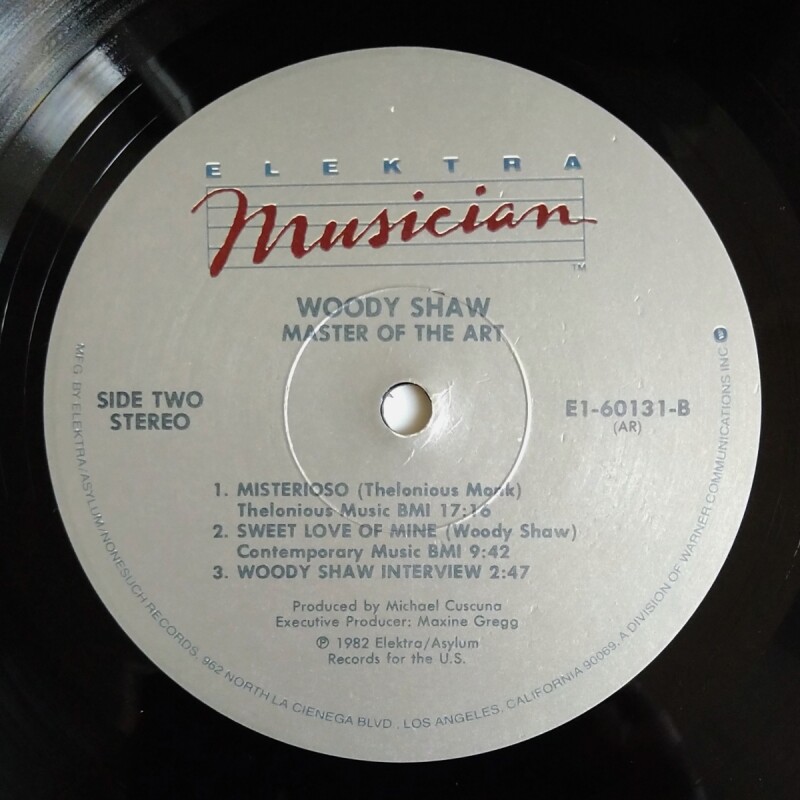 ELEKTRA
Musician
TM
WOODY SHAW
MASTER OF THE ART
SIDE TWO
STEREO
E1-60131-B
(AR)
1. MISTERIOSO (Thelonious Monk)
Thelonious Music BMI 17:16
2. SWEET LOVE OF MINE (Woody Shaw)
Contemporary Music BMI 9:42
3. WOODY SHAW INTERVIEW 2:47
Produced by Michael Cuscuna
Executive Producer: Maxine Gregg
℗ 1982 Elektra/Asylum
Records for the U.S.
MFG. BY ELEKTRA/ASYLUM/NONESUCH RECORDS, 962 NORTH LA CIENEGA BLVD., LOS ANGELES, CALIFORNIA 90069, A DIVISION OF WARNER COMMUNICATIONS INC.